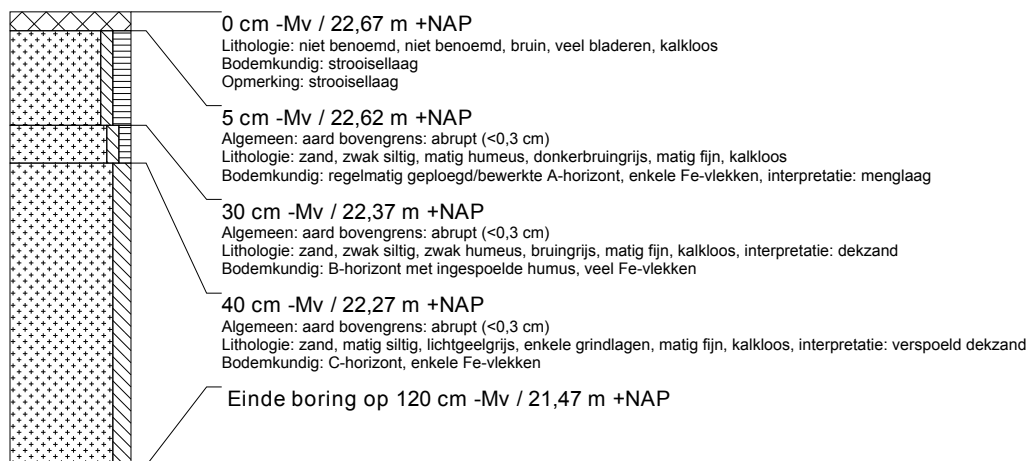 0 cm -Mv / 22,67 m +NAP
Lithologie: niet benoemd, niet benoemd, bruin, veel bladeren, kalkloos
Bodemkundig: strooisellaag
Opmerking: strooisellaag
5 cm -Mv / 22,62 m +NAP
Algemeen: aard bovengrens: abrupt (<0,3 cm)
Lithologie: zand, zwak siltig, matig humeus, donkerbruingrijs, matig fijn, kalkloos
Bodemkundig: regelmatig geploegd/bewerkte A-horizont, enkele Fe-vlekken, interpretatie: menglaag
30 cm -Mv / 22,37 m +NAP
Algemeen: aard bovengrens: abrupt (<0,3 cm)
Lithologie: zand, zwak siltig, zwak humeus, bruingrijs, matig fijn, kalkloos, interpretatie: dekzand
Bodemkundig: B-horizont met ingespoelde humus, veel Fe-vlekken
40 cm -Mv / 22,27 m +NAP
Algemeen: aard bovengrens: abrupt (<0,3 cm)
Lithologie: zand, matig siltig, lichtgeelgrijs, enkele grindlagen, matig fijn, kalkloos, interpretatie: verspoeld dekzand
Bodemkundig: C-horizont, enkele Fe-vlekken
Einde boring op 120 cm -Mv / 21,47 m +NAP